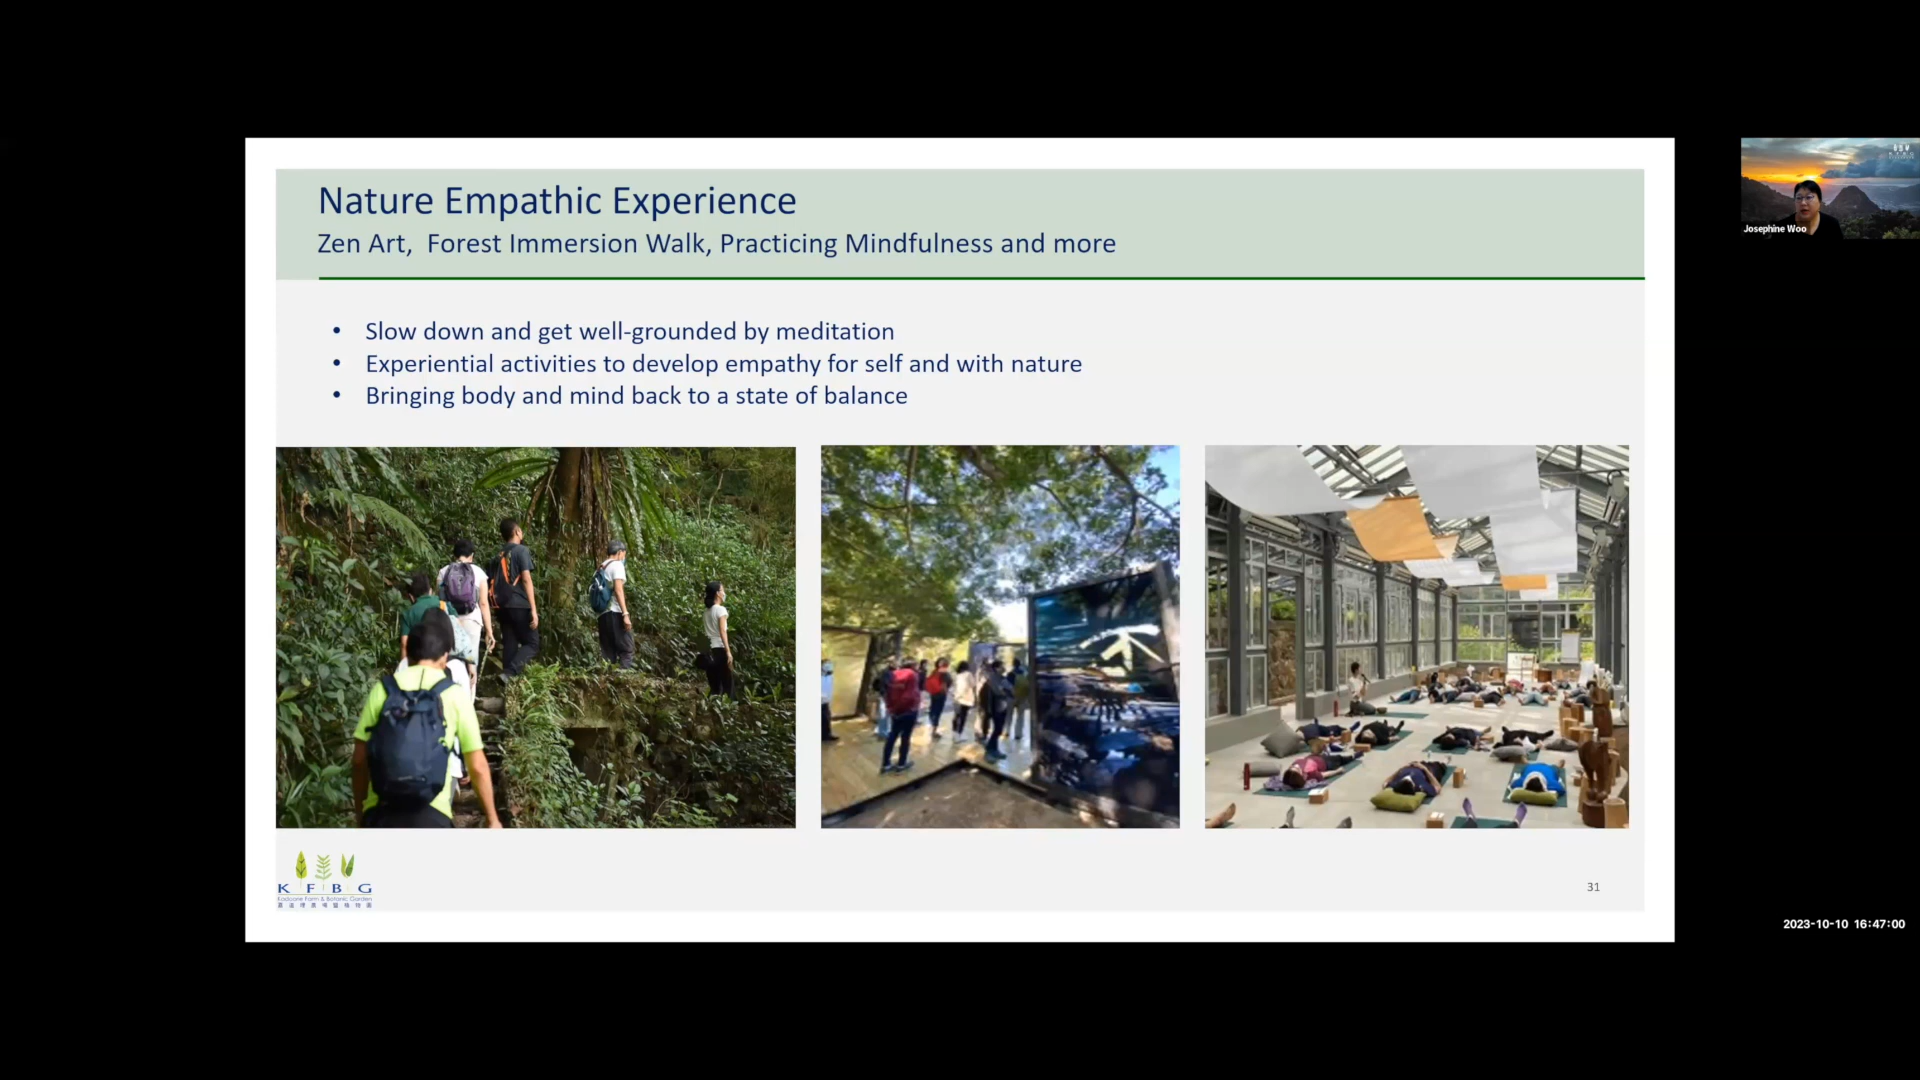 Nature Empathic Experience
Zen Art, Forest Immersion Walk, Practicing Mindfulness and more
• Slow down and get well-grounded by meditation
• Experiential activities to develop empathy for self and with nature
• Bringing body and mind back to a state of balance
K F B G
Kadoorie Farm & Botanic Garden
嘉道理農場暨植物園
31
Josephine Woo
2023-10-10 16:47:00